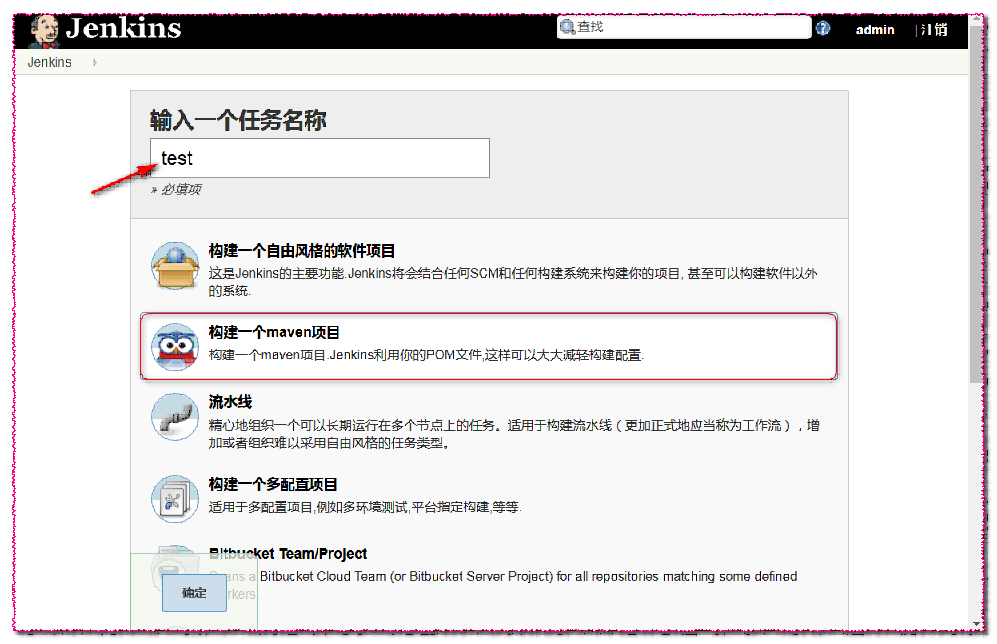 Jenkins
查找
admin
| 注销
Jenkins
输入一个任务名称
test
» 必填项
构建一个自由风格的软件项目
这是Jenkins的主要功能.Jenkins将会结合任何SCM和任何构建系统来构建你的项目, 甚至可以构建软件以外
的系统.
构建一个maven项目
构建一个maven项目.Jenkins利用你的POM文件,这样可以大大减轻构建配置.
流水线
精心地组织一个可以长期运行在多个节点上的任务。适用于构建流水线（更加正式地应当称为工作流），增
加或者组织难以采用自由风格的任务类型。
构建一个多配置项目
适用于多配置项目,例如多环境测试,平台指定构建,等等.
Bitbucket Team/Project
Scans a Bitbucket Cloud Team (or Bitbucket Server Project) for all repositories matching some defined
markers.
确定